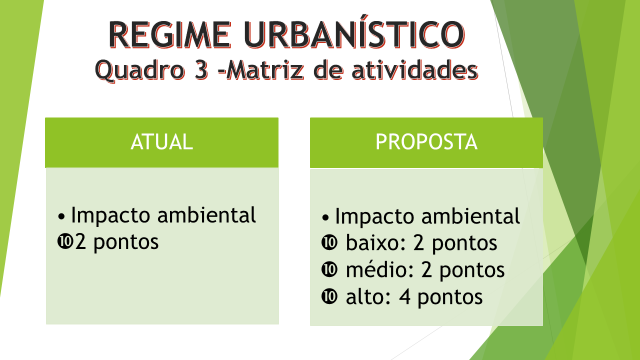 REGIME URBANÍSTICO
Quadro 3 -Matriz de atividades
ATUAL
• Impacto ambiental
❿2 pontos
PROPOSTA
• Impacto ambiental
❿ baixo: 2 pontos
❿ médio: 2 pontos
❿ alto: 4 pontos